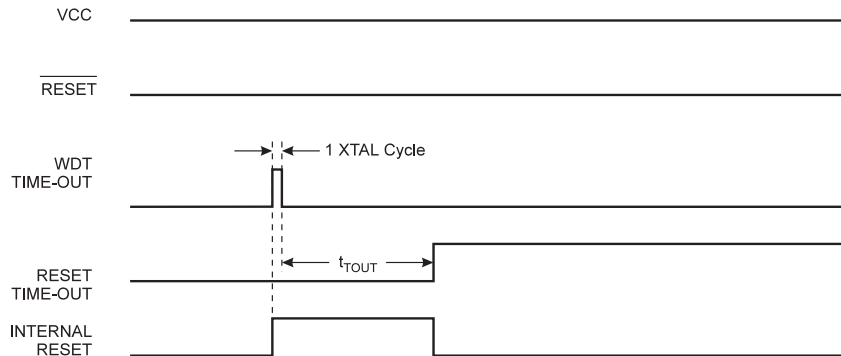 VCC
RESET
WDT
TIME-OUT
1 XTAL Cycle
RESET
TIME-OUT
tTOUT
INTERNAL
RESET